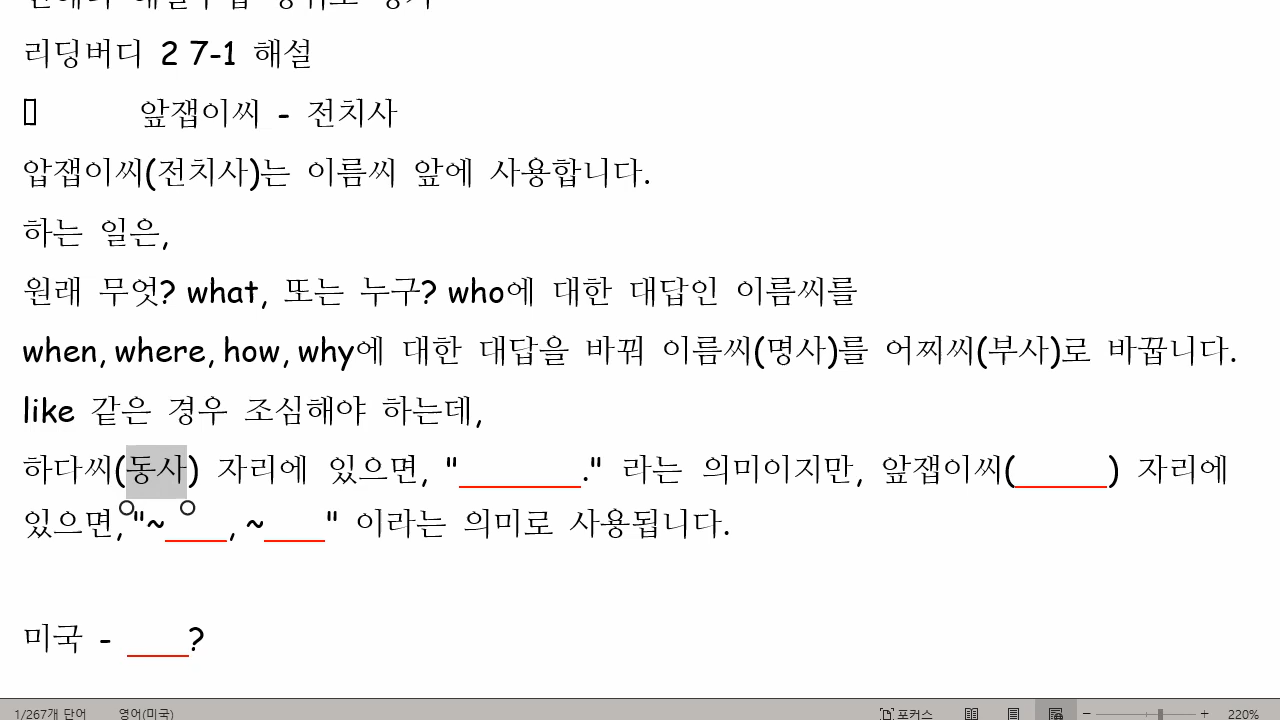 리딩버디 2 7-1 해설
앞잽이씨 - 전치사
압잽이씨(전치사)는 이름씨 앞에 사용합니다.
하는 일은,
원래 무엇? what, 또는 누구? who에 대한 대답인 이름씨를
when, where, how, why에 대한 대답을 바꿔 이름씨(명사)를 어찌씨(부사)로 바꿉니다.
like 같은 경우 조심해야 하는데,
하다씨(동사) 자리에 있으면, "________." 라는 의미이지만, 앞잽이씨(______) 자리에
있으면, "~____, ~____" 이라는 의미로 사용됩니다.
미국 - ____?
1/267개 단어 영어(미국) 포커스 220%